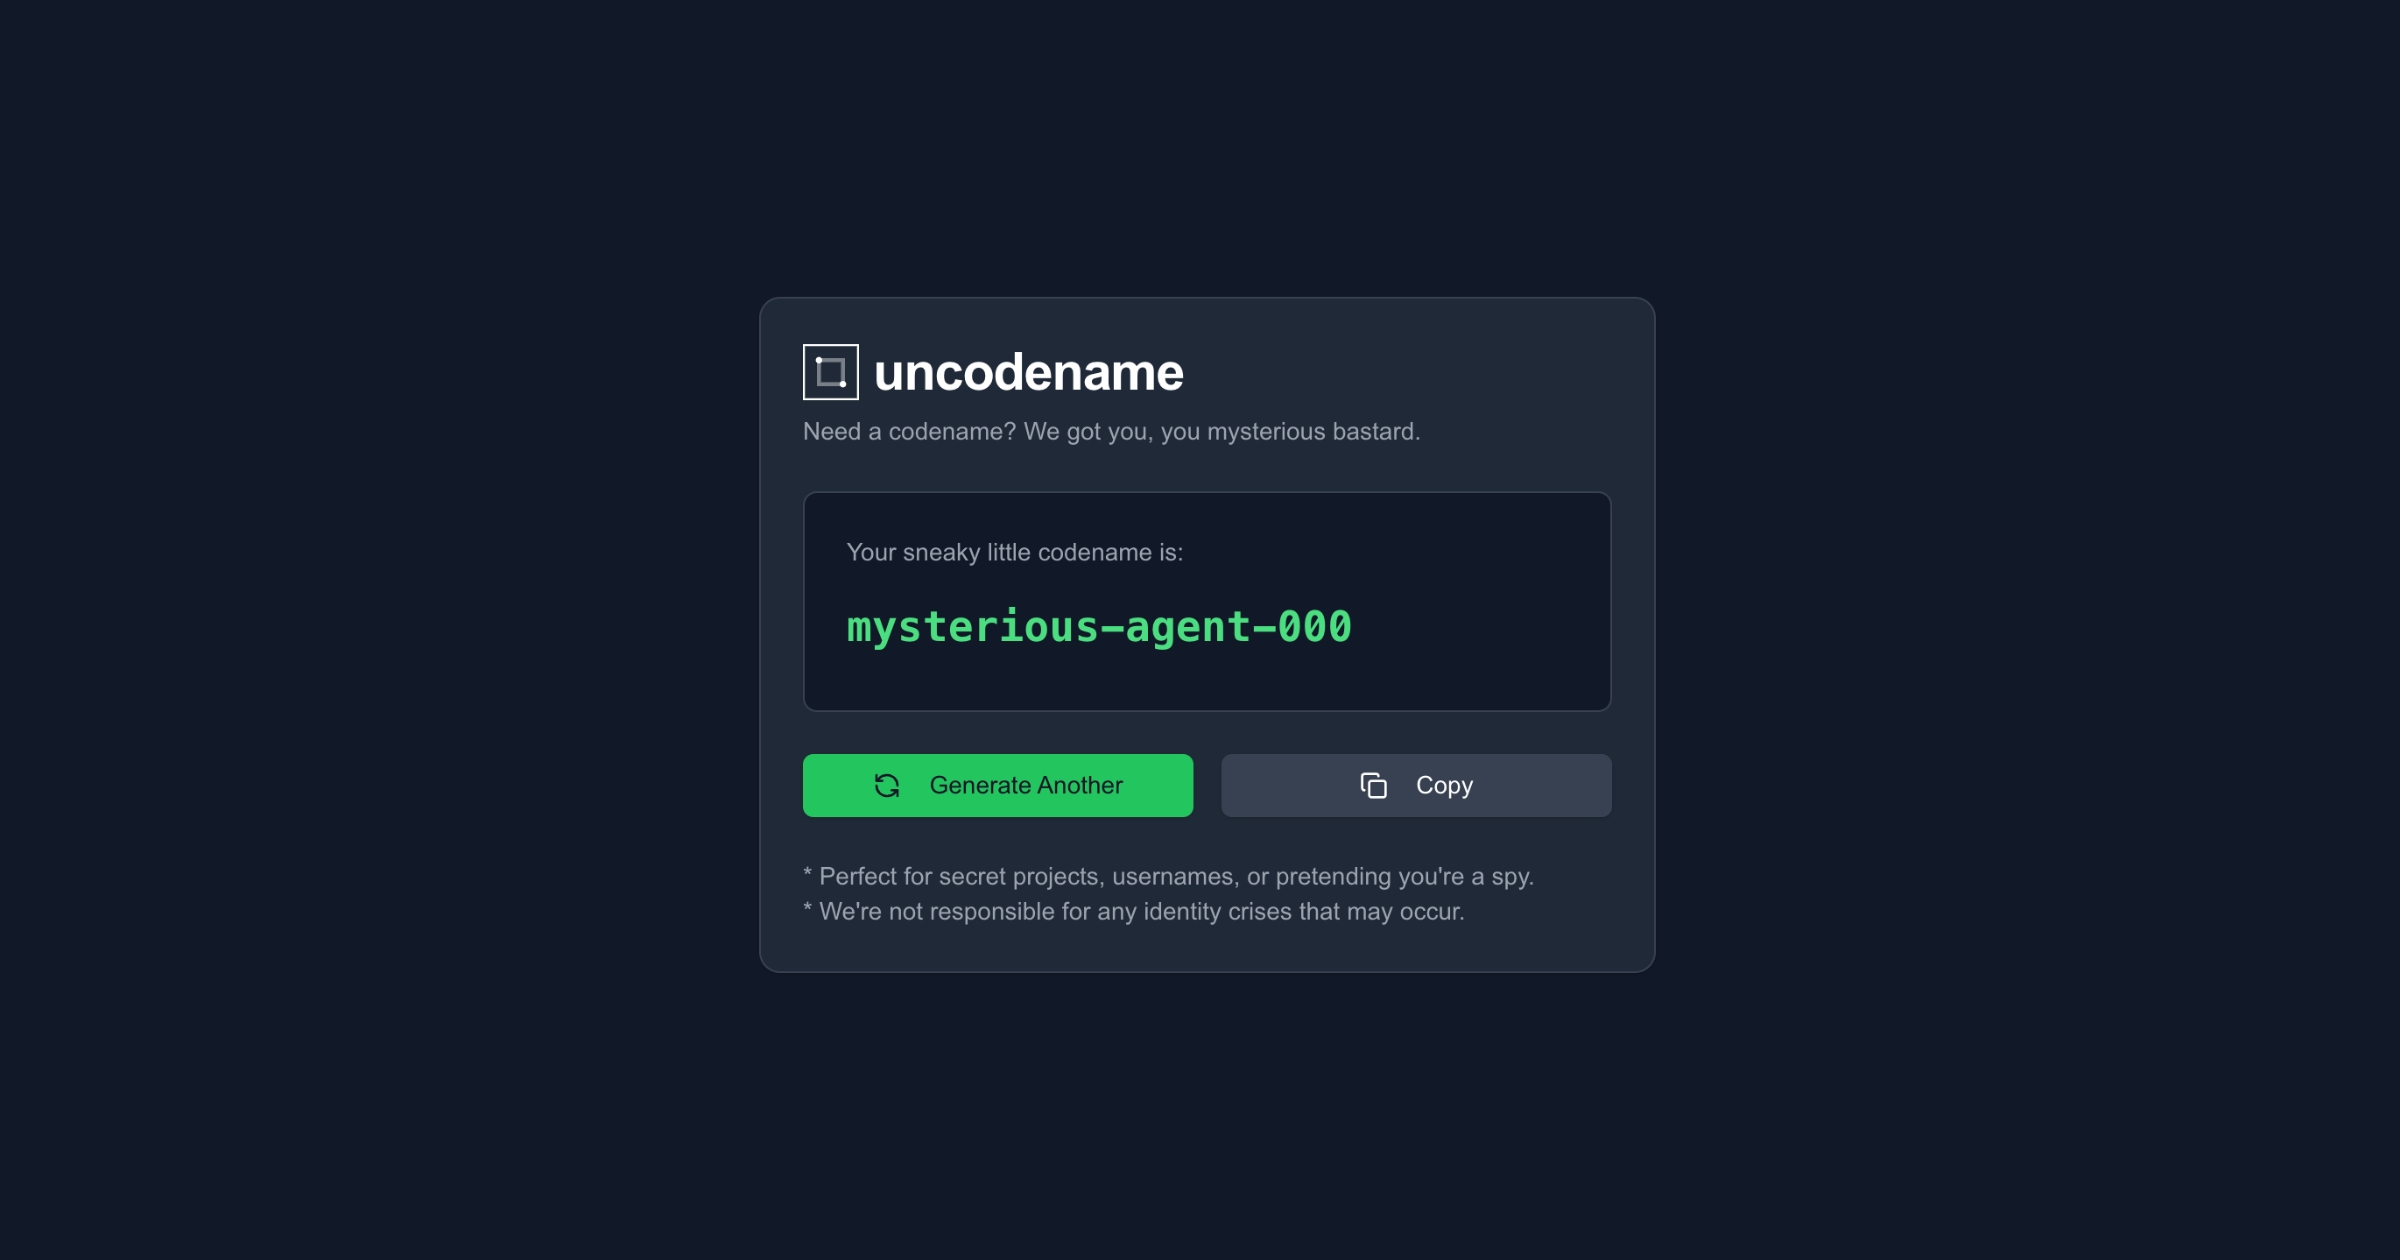 uncodename
Need a codename? We got you, you mysterious bastard.
Your sneaky little codename is:
mysterious-agent-000
Generate Another
Copy
* Perfect for secret projects, usernames, or pretending you're a spy.
* We're not responsible for any identity crises that may occur.